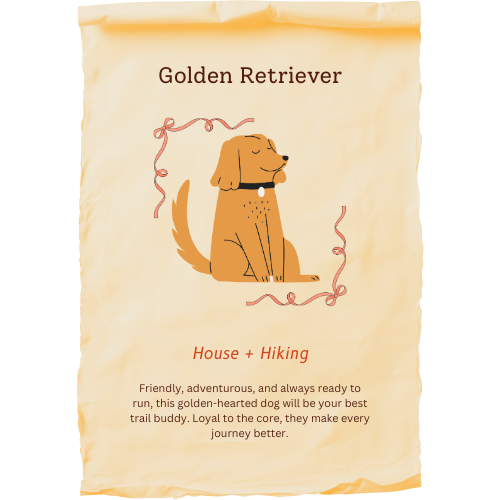 Golden Retriever
House + Hiking
Friendly, adventurous, and always ready to
run, this golden-hearted dog will be your best
trail buddy. Loyal to the core, they make every
journey better.